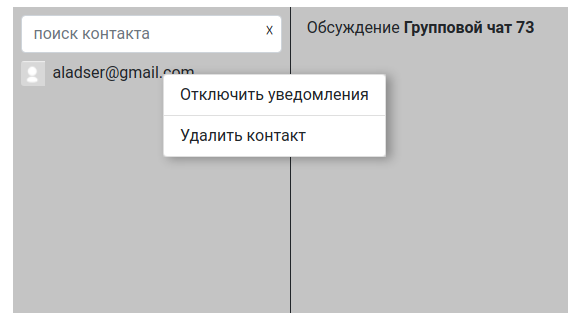 поиск контакта x
Обсуждение Групповой чат 73
aladser@gmail.com
Отключить уведомления
Удалить контакт